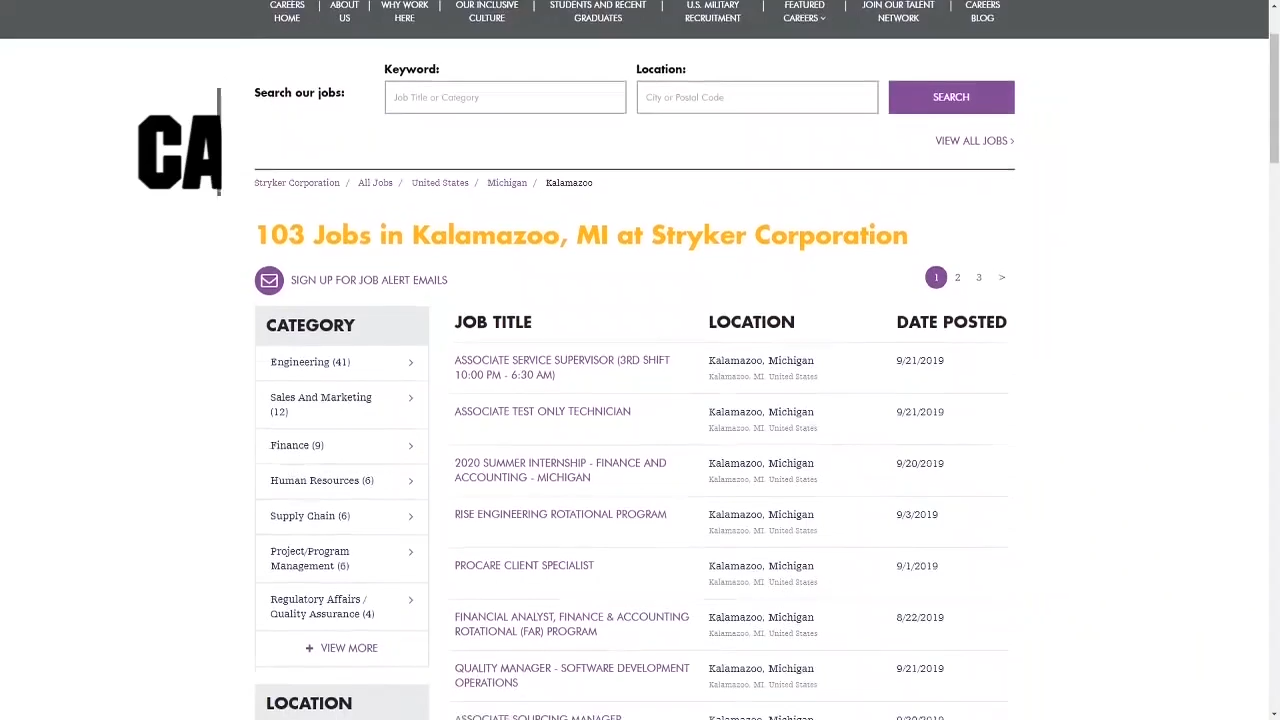 CAREERS HOME
ABOUT US
WHY WORK HERE
OUR INCLUSIVE CULTURE
STUDENTS AND RECENT GRADUATES
U.S. MILITARY RECRUITMENT
FEATURED CAREERS
JOIN OUR TALENT NETWORK
CAREERS BLOG
Keyword:
Location:
Search our jobs:
Job Title or Category
City or Postal Code
SEARCH
VIEW ALL JOBS >
CA
Stryker Corporation / All Jobs / United States / Michigan / Kalamazoo
103 Jobs in Kalamazoo, MI at Stryker Corporation
SIGN UP FOR JOB ALERT EMAILS
1 2 3 >
CATEGORY
Engineering (41)
Sales And Marketing
(12)
Finance (9)
Human Resources (6)
Supply Chain (6)
Project/Program
Management (6)
Regulatory Affairs /
Quality Assurance (4)
+ VIEW MORE
LOCATION
JOB TITLE LOCATION DATE POSTED
ASSOCIATE SERVICE SUPERVISOR (3RD SHIFT
10:00 PM - 6:30 AM)
Kalamazoo, Michigan
Kalamazoo, MI, United States
9/21/2019
ASSOCIATE TEST ONLY TECHNICIAN
Kalamazoo, Michigan
Kalamazoo, MI, United States
9/21/2019
2020 SUMMER INTERNSHIP - FINANCE AND
ACCOUNTING - MICHIGAN
Kalamazoo, Michigan
Kalamazoo, MI, United States
9/20/2019
RISE ENGINEERING ROTATIONAL PROGRAM
Kalamazoo, Michigan
Kalamazoo, MI, United States
9/3/2019
PROCARE CLIENT SPECIALIST
Kalamazoo, Michigan
Kalamazoo, MI, United States
9/1/2019
FINANCIAL ANALYST, FINANCE & ACCOUNTING
ROTATIONAL (FAR) PROGRAM
Kalamazoo, Michigan
Kalamazoo, MI, United States
8/22/2019
QUALITY MANAGER - SOFTWARE DEVELOPMENT
OPERATIONS
Kalamazoo, Michigan
Kalamazoo, MI, United States
9/21/2019
ASSOCIATE SOURCING MANAGER
Kalamazoo, Michigan
9/20/2019